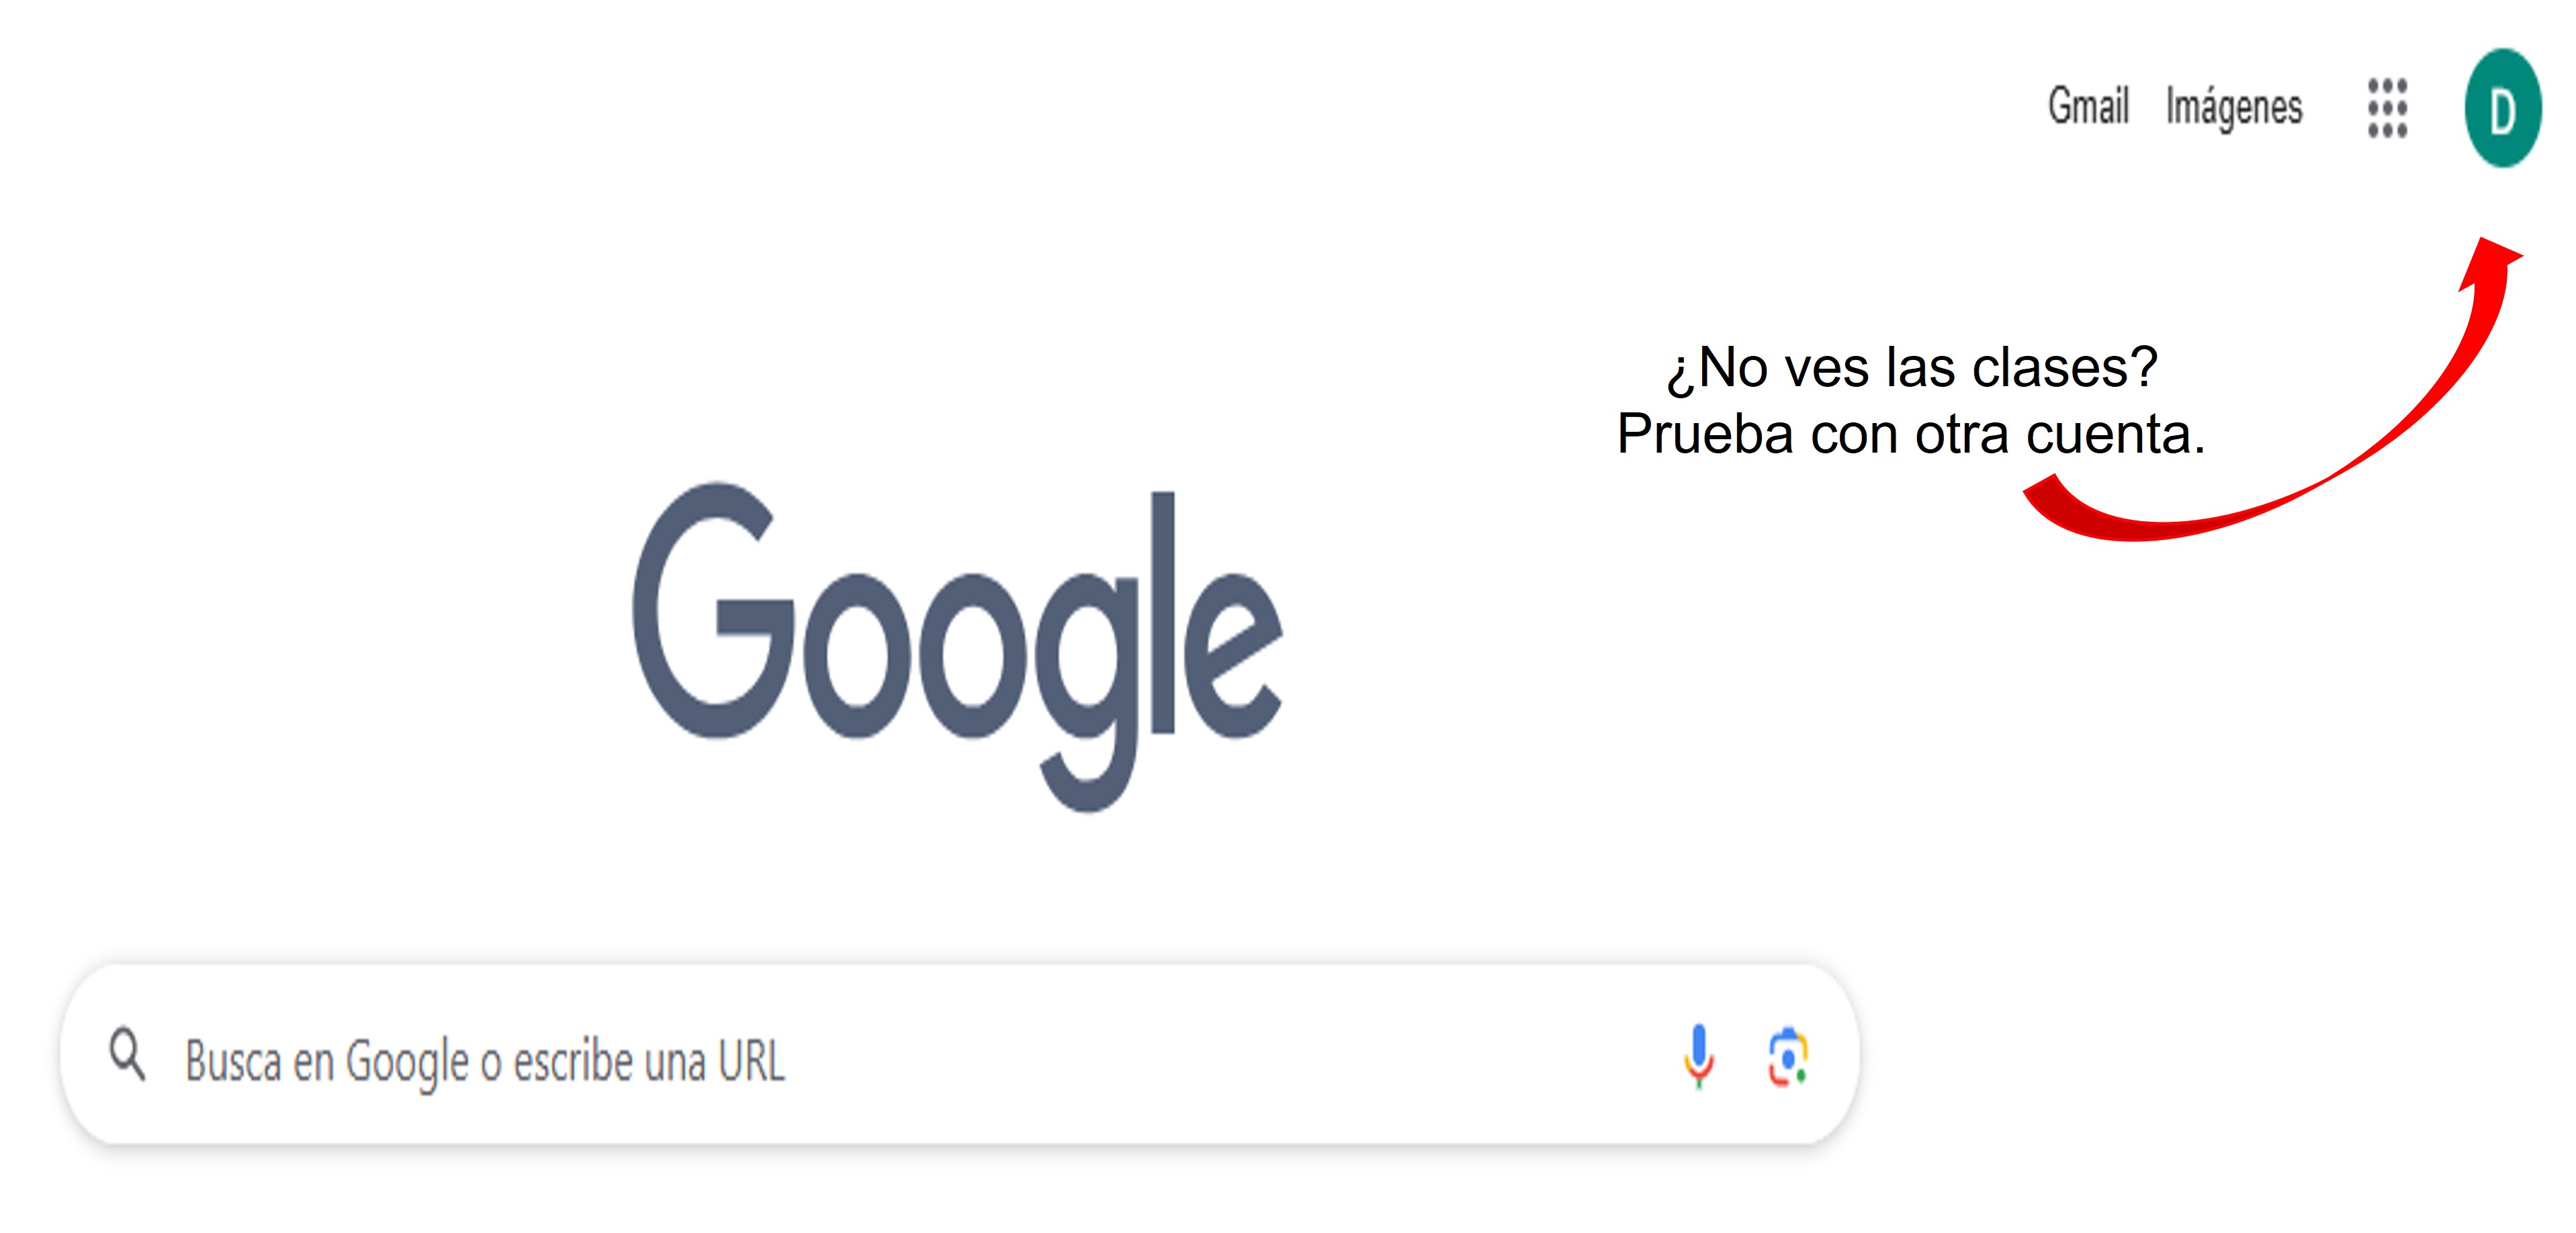 Gmail Imágenes
D
¿No ves las clases?
Prueba con otra cuenta.
Google
Busca en Google o escribe una URL